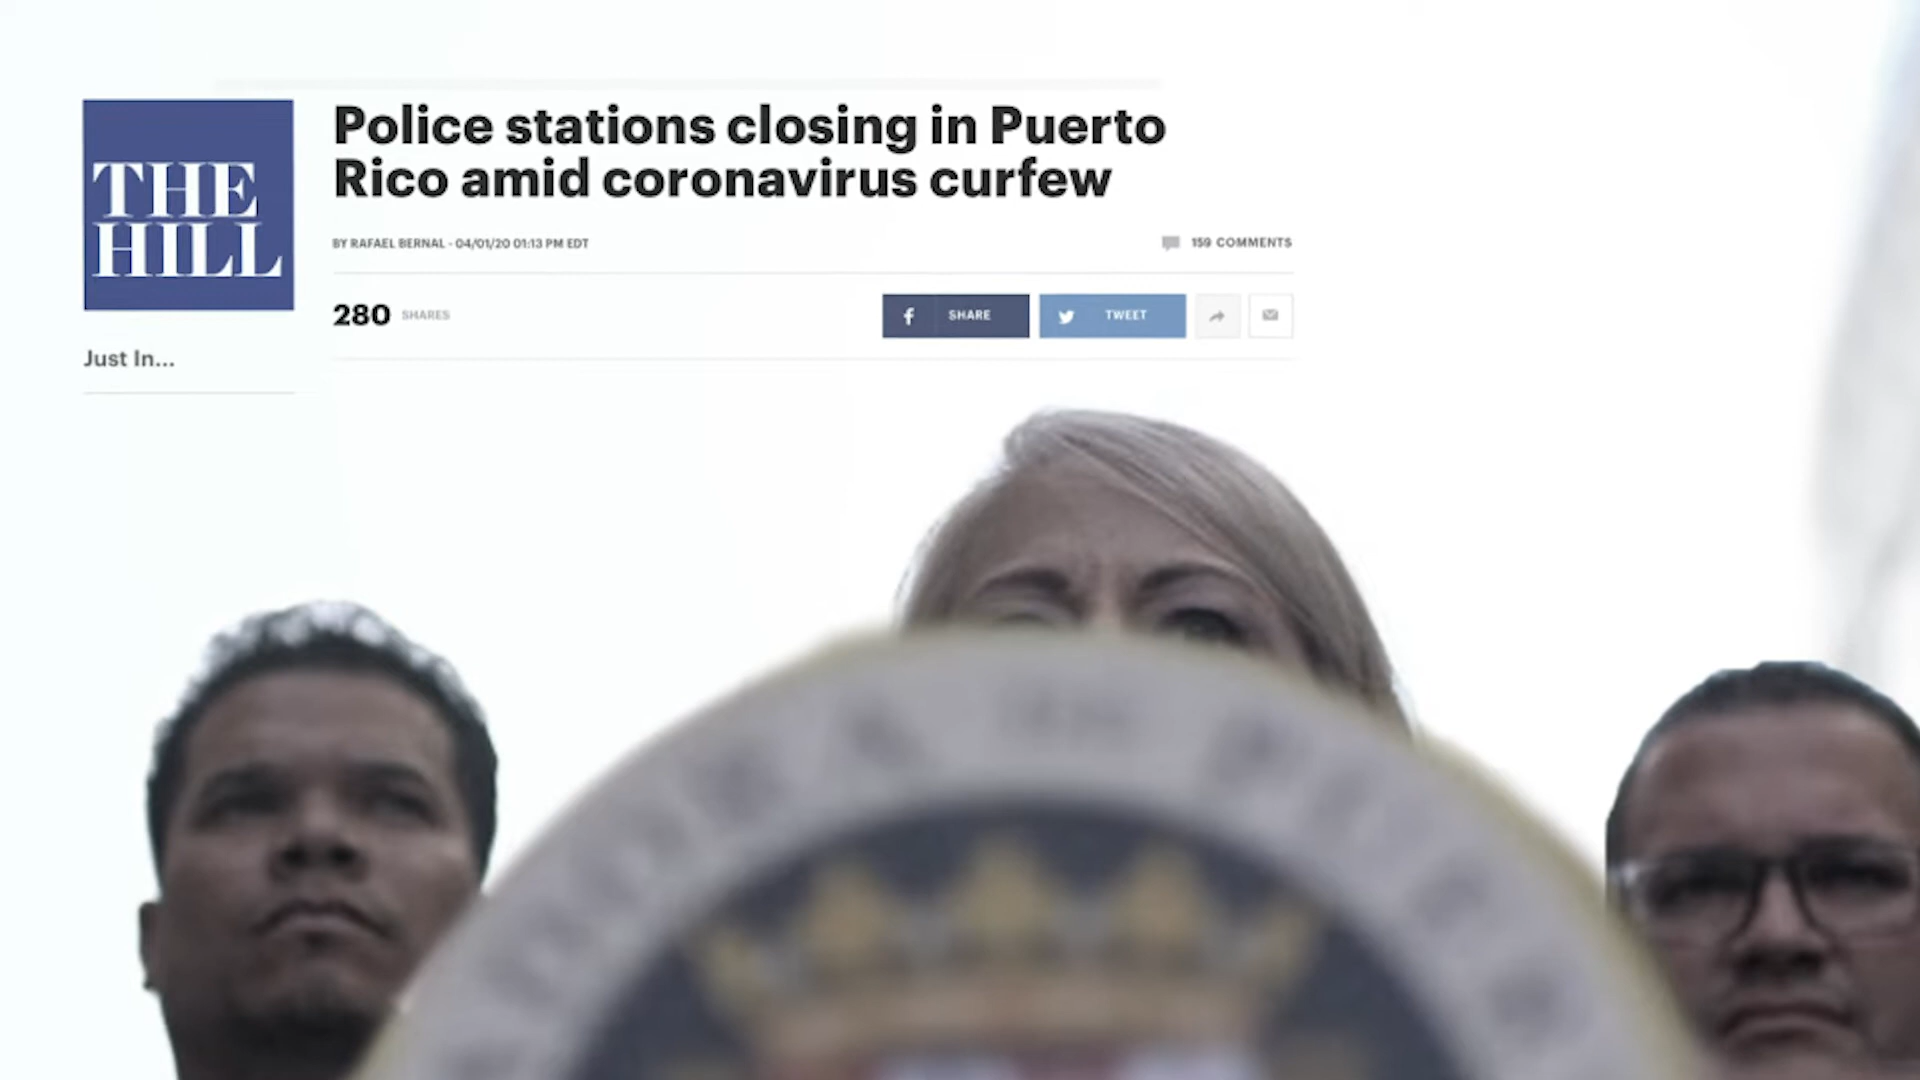 THE
HILL
Police stations closing in Puerto
Rico amid coronavirus curfew
BY RAFAEL BERNAL - 04/01/20 01:13 PM EDT
159 COMMENTS
280 SHARES
SHARE
TWEET
Just In...